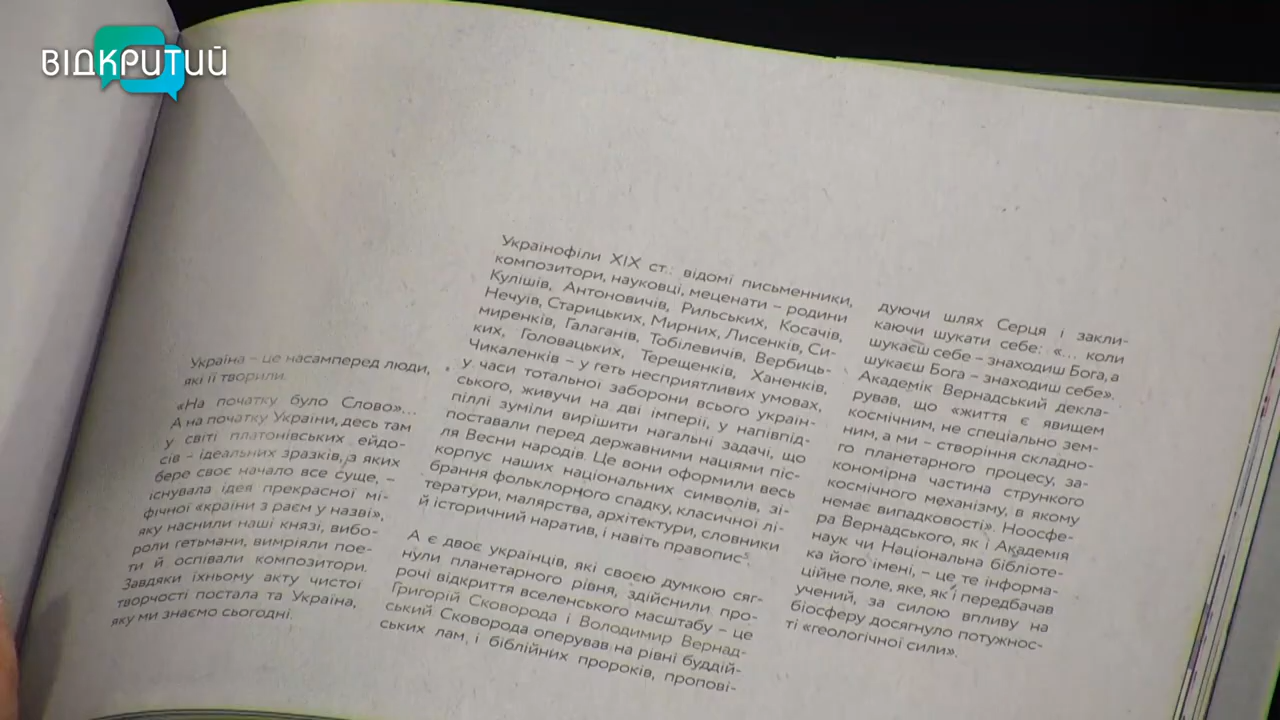 ВІДКРИТИЙ
Україна – це насамперед люди,
які її творили.
«На початку було Слово»...
А на початку України, десь там
у світі платонівських ейдо-
сів – ідеальних зразків, з яких
бере своє начало все суще, –
існувала ідея прекрасної мі-
фічної «країни з раєм у назві»,
яку наснили наші князі, вибо-
роли гетьмани, вимріяли пое-
ти й оспівали композитори.
Завдяки їхньому акту чистої
творчості постала та Україна,
яку ми знаємо сьогодні.
Українофіли XIX ст.: відомі письменники,
композитори, науковці, меценати – родини
Кулішів, Антоновичів, Рильських, Косачів,
Нечуїв, Старицьких, Мирних, Лисенків, Си-
миренків, Галаганів, Тобілевичів, Вербиць-
ких, Головацьких, Терещенків, Ханенків,
Чикаленків – у геть несприятливих умовах,
у часи тотальної заборони всього україн-
ського, живучи на дві імперії, у напівпід-
піллі зуміли вирішити нагальні задачі, що
поставали перед державними націями піс-
ля Весни народів. Це вони оформили весь
корпус наших національних символів, зі-
брання фольклорного спадку, класичної лі-
тератури, малярства, архітектури, словники
й історичний наратив, і навіть правопис.
А є двоє українців, які своєю думкою сяг-
нули планетарного рівня, здійснили про-
рочі відкриття вселенського масштабу – це
Григорій Сковорода і Володимир Вернад-
ський Сковорода оперував на рівні буддій-
ських лам, і біблійних пророків, пропові-
дуючи шлях Серця і закли-
каючи шукати себе: «... коли
шукаєш себе – знаходиш Бога, а
шукаєш Бога – знаходиш себе».
Академік Вернадський декла-
рував, що «життя є явищем
космічним, не спеціально зем-
ним, а ми – створіння складно-
го планетарного процесу, за-
кономірна частина стрункого
космічного механізму, в якому
немає випадковості». Ноосфе-
ра Вернадського, як і Академія
наук чи Національна бібліоте-
ка його імені, – це те інформа-
ційне поле, яке, як і передбачав
учений, за силою впливу на
біосферу досягнуло потужнос-
ті «геологічної сили».